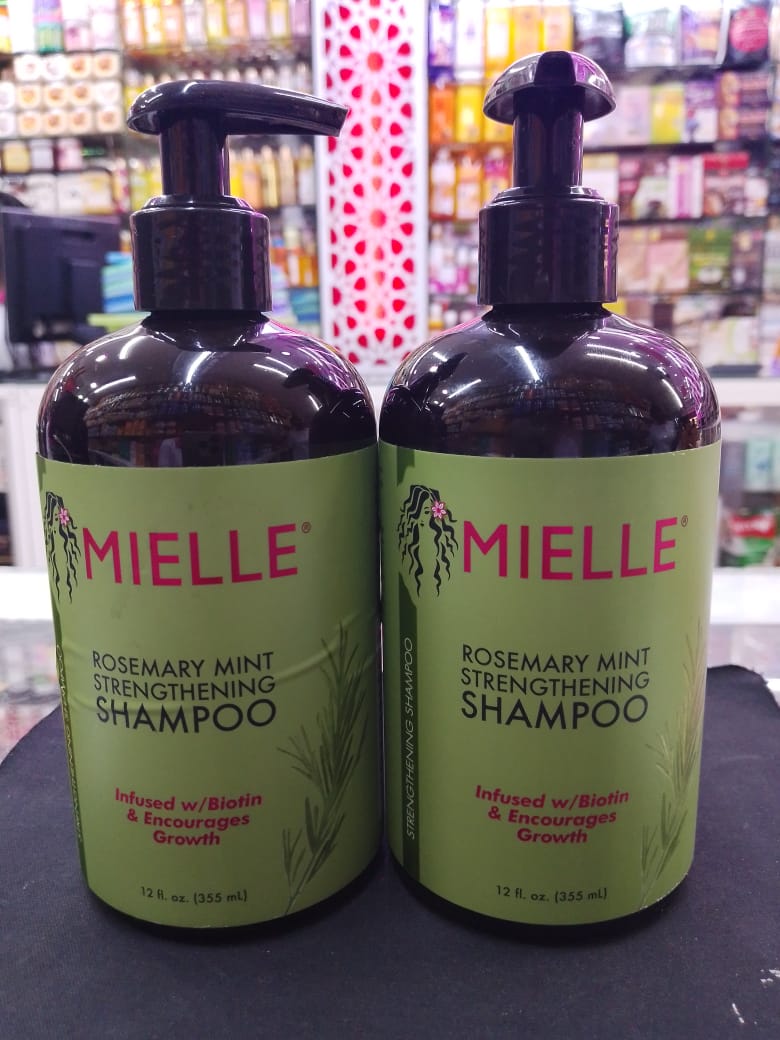 MIELLE®
ROSEMARY MINT
STRENGTHENING
SHAMPOO
Infused w/Biotin
& Encourages
Growth
12 fl. oz. (355 mL)
MIELLE®
STRENGTHENING SHAMPOO
ROSEMARY MINT
STRENGTHENING
SHAMPOO
Infused w/Biotin
& Encourages
Growth
12 fl. oz. (355 mL)